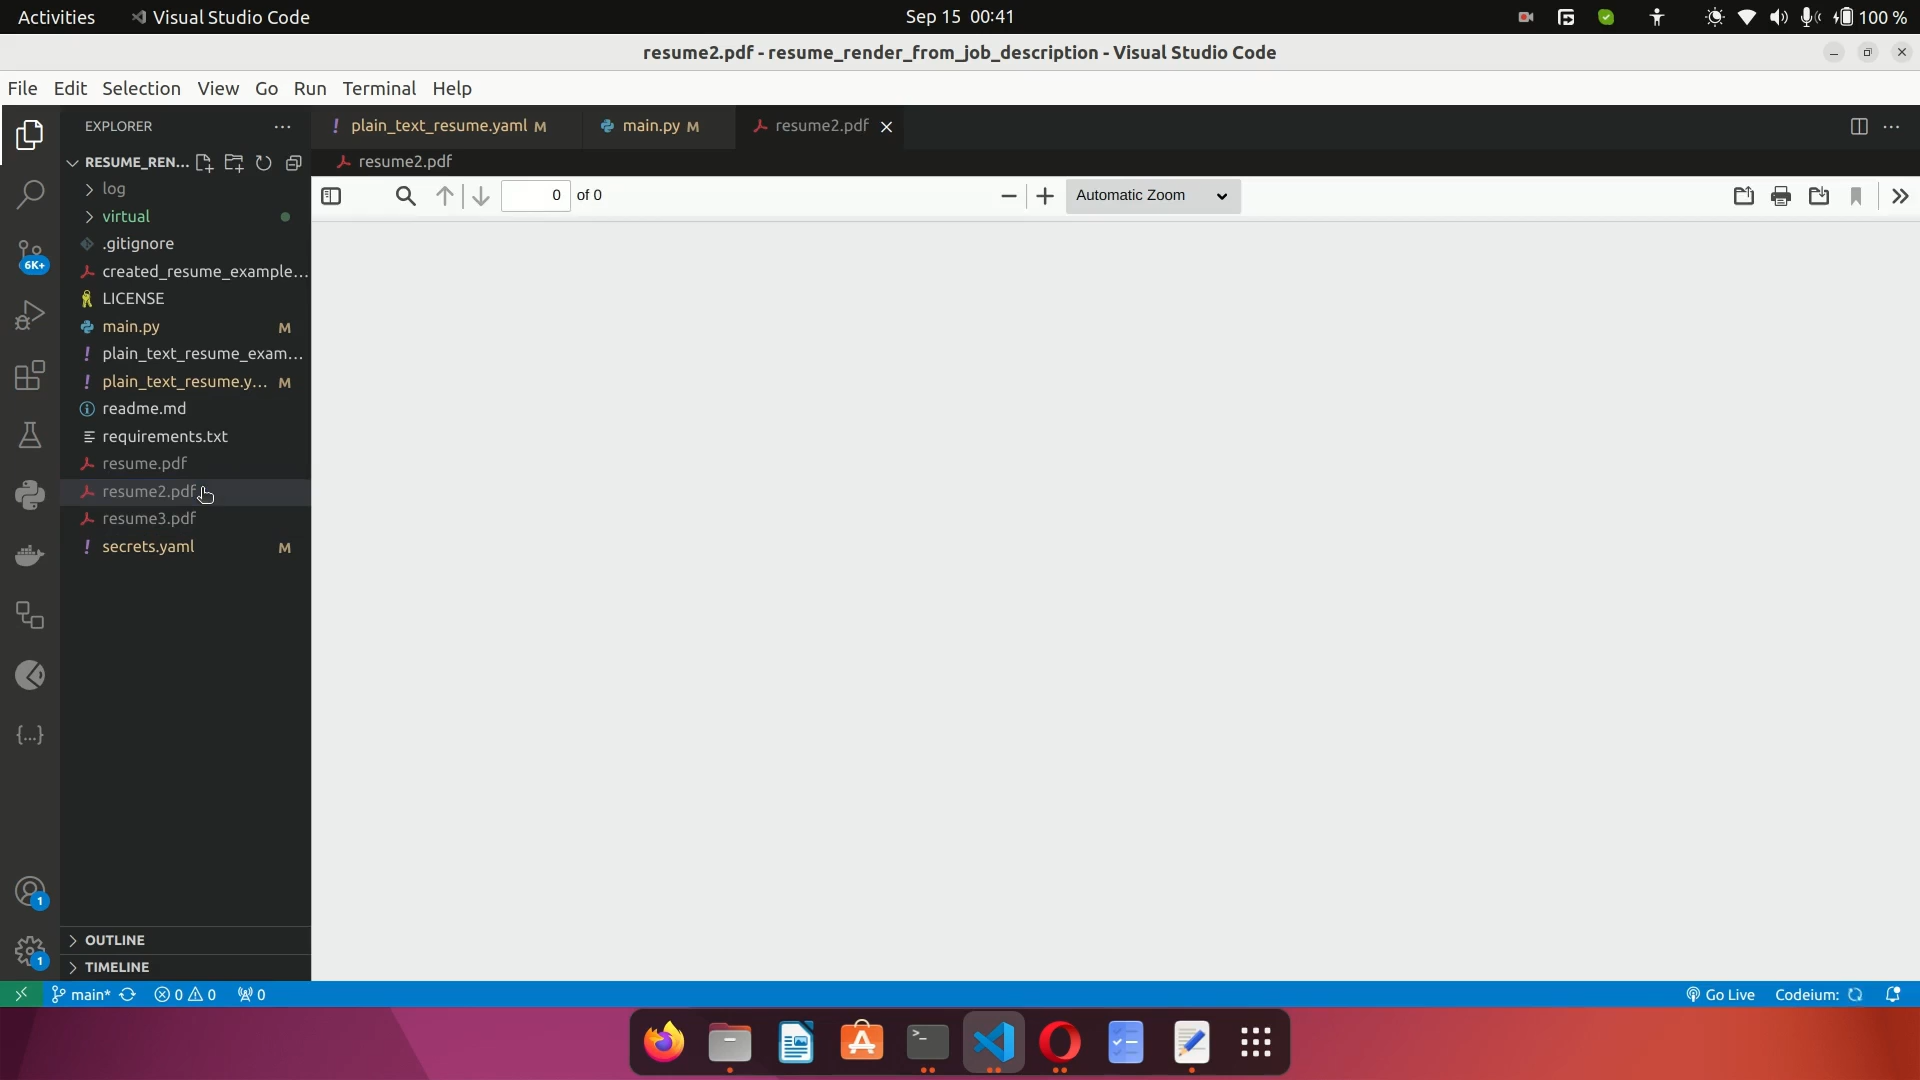 Activities Visual Studio Code Sep 15 00:41 100 %
resume2.pdf - resume_render_from_job_description - Visual Studio Code
File Edit Selection View Go Run Terminal Help
EXPLORER
plain_text_resume.yaml M main.py M resume2.pdf
RESUME_REN...
resume2.pdf
log
0 of 0 Automatic Zoom
virtual
.gitignore
6K+
created_resume_example...
LICENSE
main.py M
plain_text_resume_exam...
plain_text_resume.y... M
readme.md
requirements.txt
resume.pdf
resume2.pdf
resume3.pdf
secrets.yaml M
1
OUTLINE
1
TIMELINE
main* 0 0 0 Go Live Codeium: